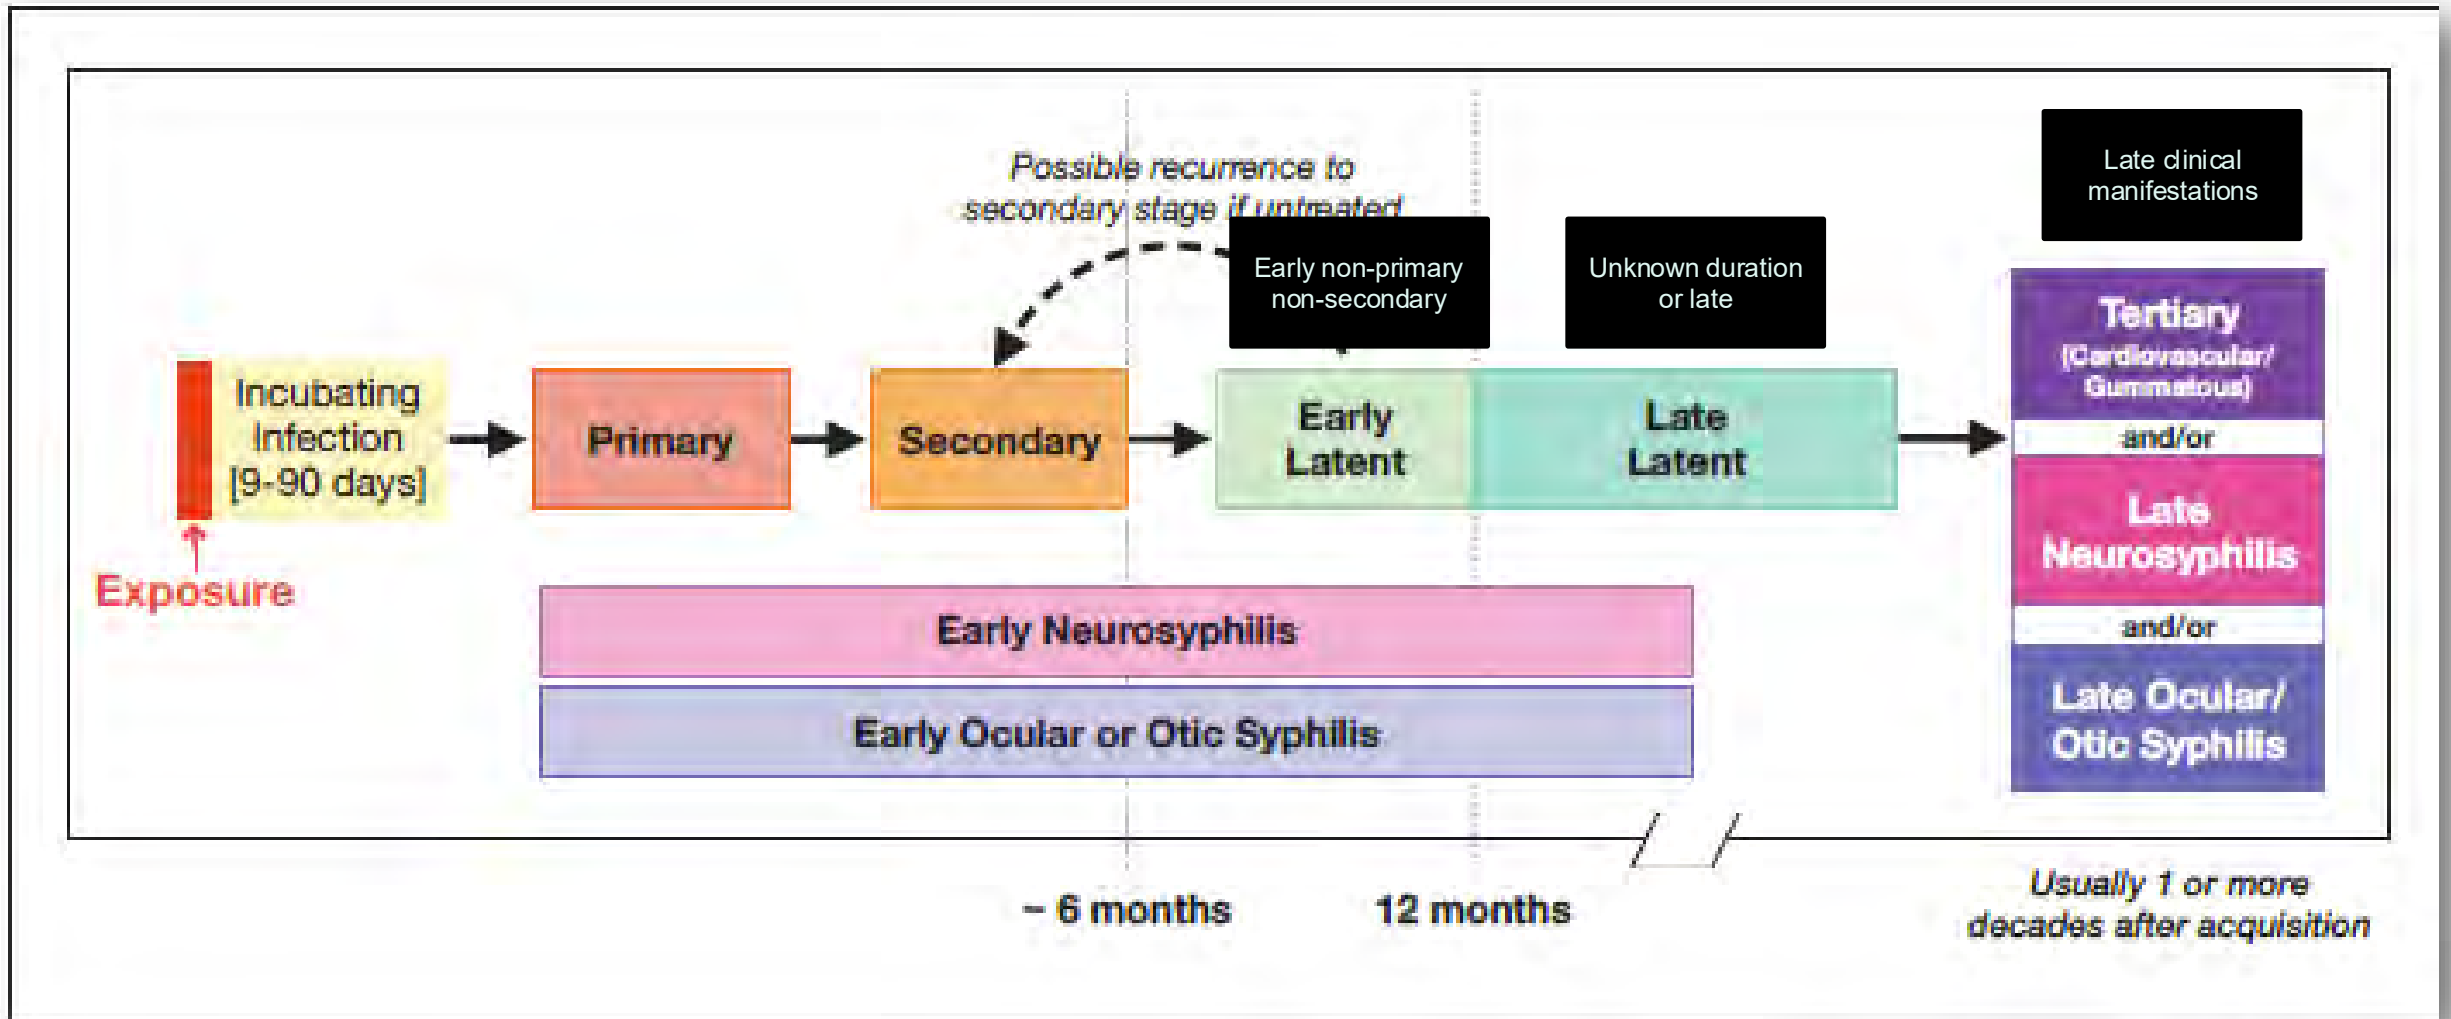 Possible recurrence to
secondary stage if untreated
Late clinical
manifestations
Early non-primary
non-secondary
Unknown duration
or late
Exposure
Incubating
Infection
[9-90 days]
Primary
Secondary
Early
Latent
Late
Latent
Tertiary
(Cardiovascular/
Gummatous)
and/or
Late
Neurosyphilis
and/or
Late Ocular/
Otic Syphilis
Early Neurosyphilis
Early Ocular or Otic Syphilis
~ 6 months
12 months
Usually 1 or more
decades after acquisition